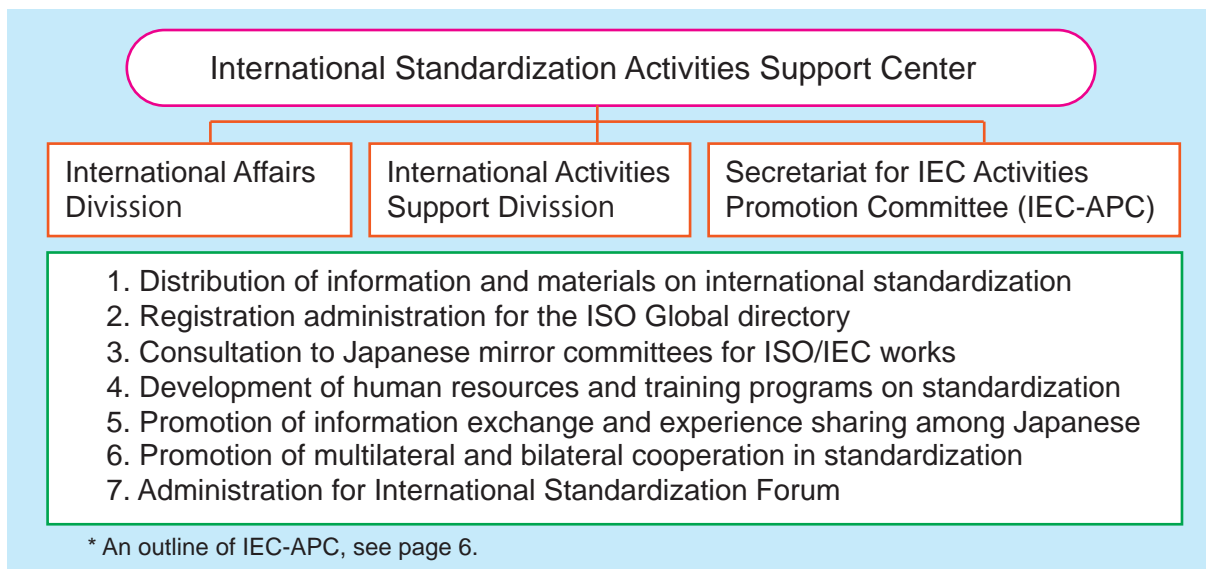 International Standardization Activities Support Center
International Affairs
Divission
International Activities
Support Divission
Secretariat for IEC Activities
Promotion Committee (IEC-APC)
1. Distribution of information and materials on international standardization
2. Registration administration for the ISO Global directory
3. Consultation to Japanese mirror committees for ISO/IEC works
4. Development of human resources and training programs on standardization
5. Promotion of information exchange and experience sharing among Japanese
6. Promotion of multilateral and bilateral cooperation in standardization
7. Administration for International Standardization Forum
* An outline of IEC-APC, see page 6.